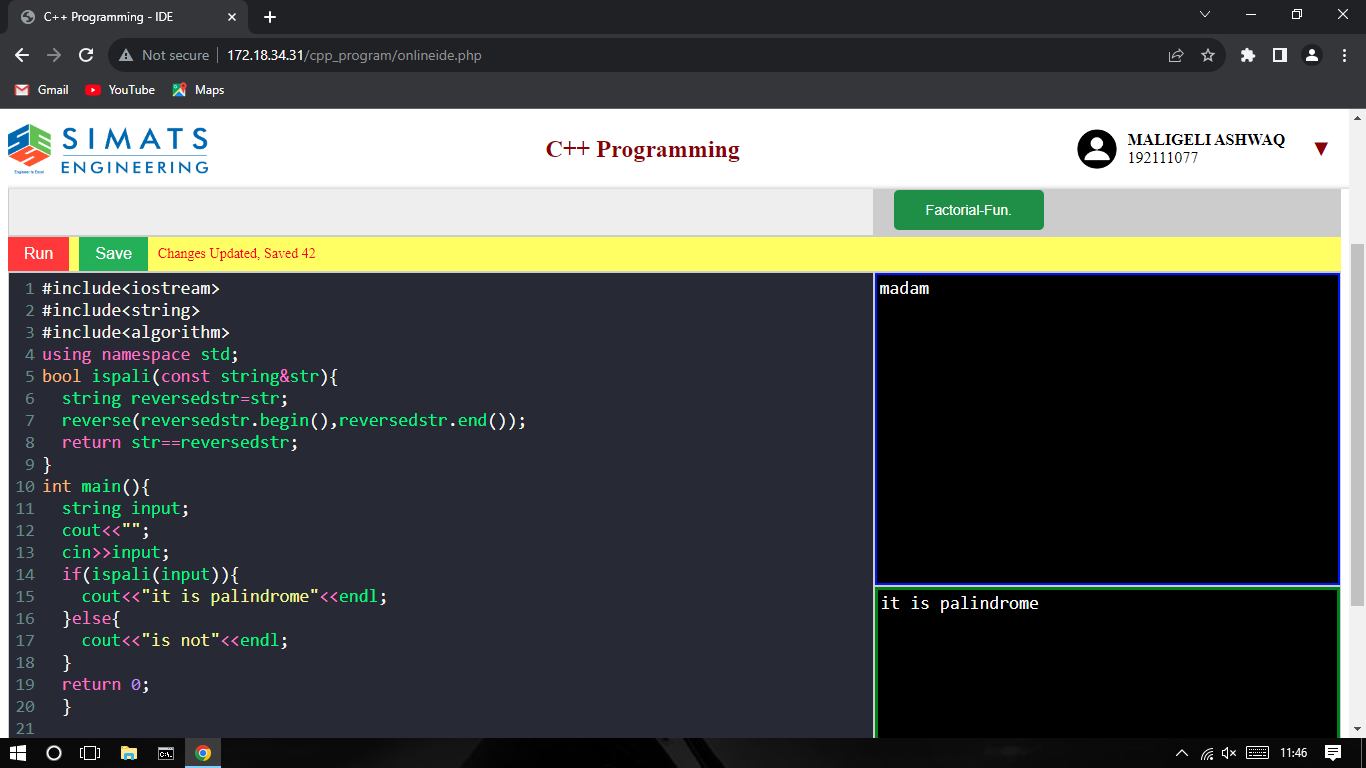 C++ Programming - IDE
Not secure
172.18.34.31/cpp_program/onlineide.php
Gmail YouTube Maps
SIMATS
ENGINEERING
Engineer to Excel
C++ Programming
MALIGELI ASHWAQ
192111077
Factorial-Fun.
Run Save Changes Updated, Saved 42
1 #include<iostream>
2 #include<string>
3 #include<algorithm>
4 using namespace std;
5 bool ispali(const string&str){
6 string reversedstr=str;
7 reverse(reversedstr.begin(),reversedstr.end());
8 return str==reversedstr;
9 }
10 int main(){
11 string input;
12 cout<<"";
13 cin>>input;
14 if(ispali(input)){
15 cout<<"it is palindrome"<<endl;
16 }else{
17 cout<<"is not"<<endl;
18 }
19 return 0;
20 }
21
madam
it is palindrome
11:46